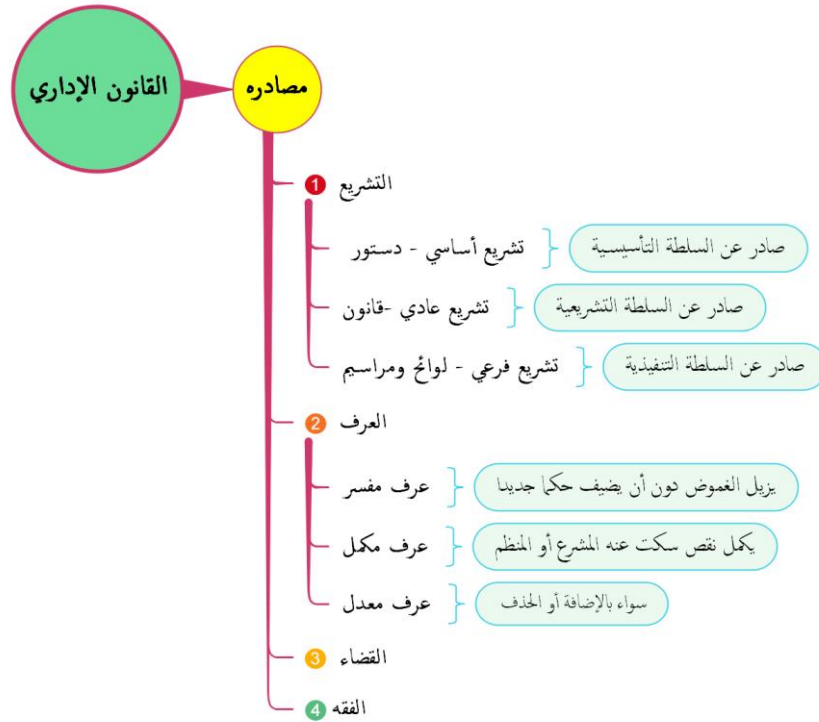 القانون الإداري
مصادره
1 التشريع
تشريع أساسي - دستور
صادر عن السلطة التأسيسية
تشريع عادي -قانون
صادر عن السلطة التشريعية
تشريع فرعي - لوائح ومراسيم
صادر عن السلطة التنفيذية
2 العرف
عرف مفسر
يزيل الغموض دون أن يضيف حكما جديدا
عرف مكمل
يكمل نقص سكت عنه المشرع أو المنظم
عرف معدل
سواء بالإضافة أو الحذف
3 القضاء
4 الفقه